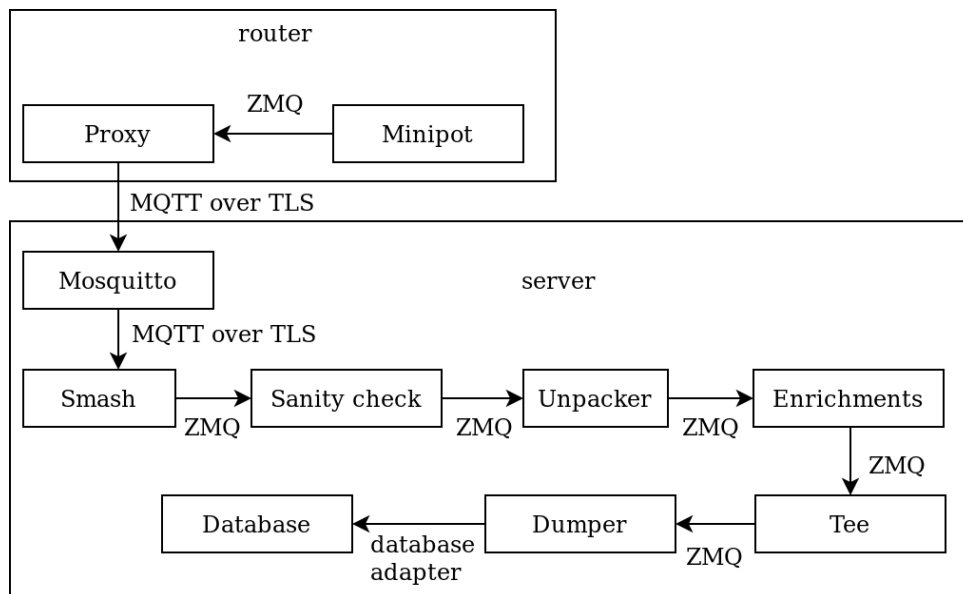 router
ZMQ
Proxy
Minipot
MQTT over TLS
Mosquitto
server
MQTT over TLS
Smash
Sanity check
Unpacker
Enrichments
ZMQ
ZMQ
ZMQ
ZMQ
Database
Dumper
Tee
database
adapter
ZMQ